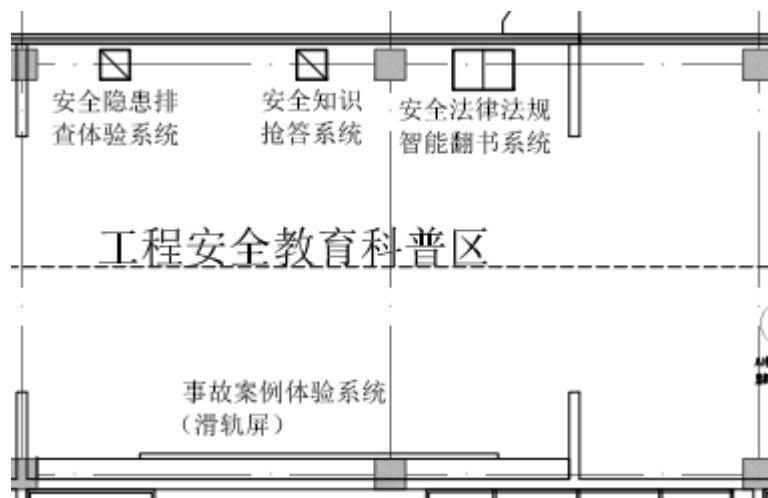 安全隐患排
查体验系统
安全知识
抢答系统
安全法律法规
智能翻书系统
工程安全教育科普区
事故案例体验系统
（滑轨屏）